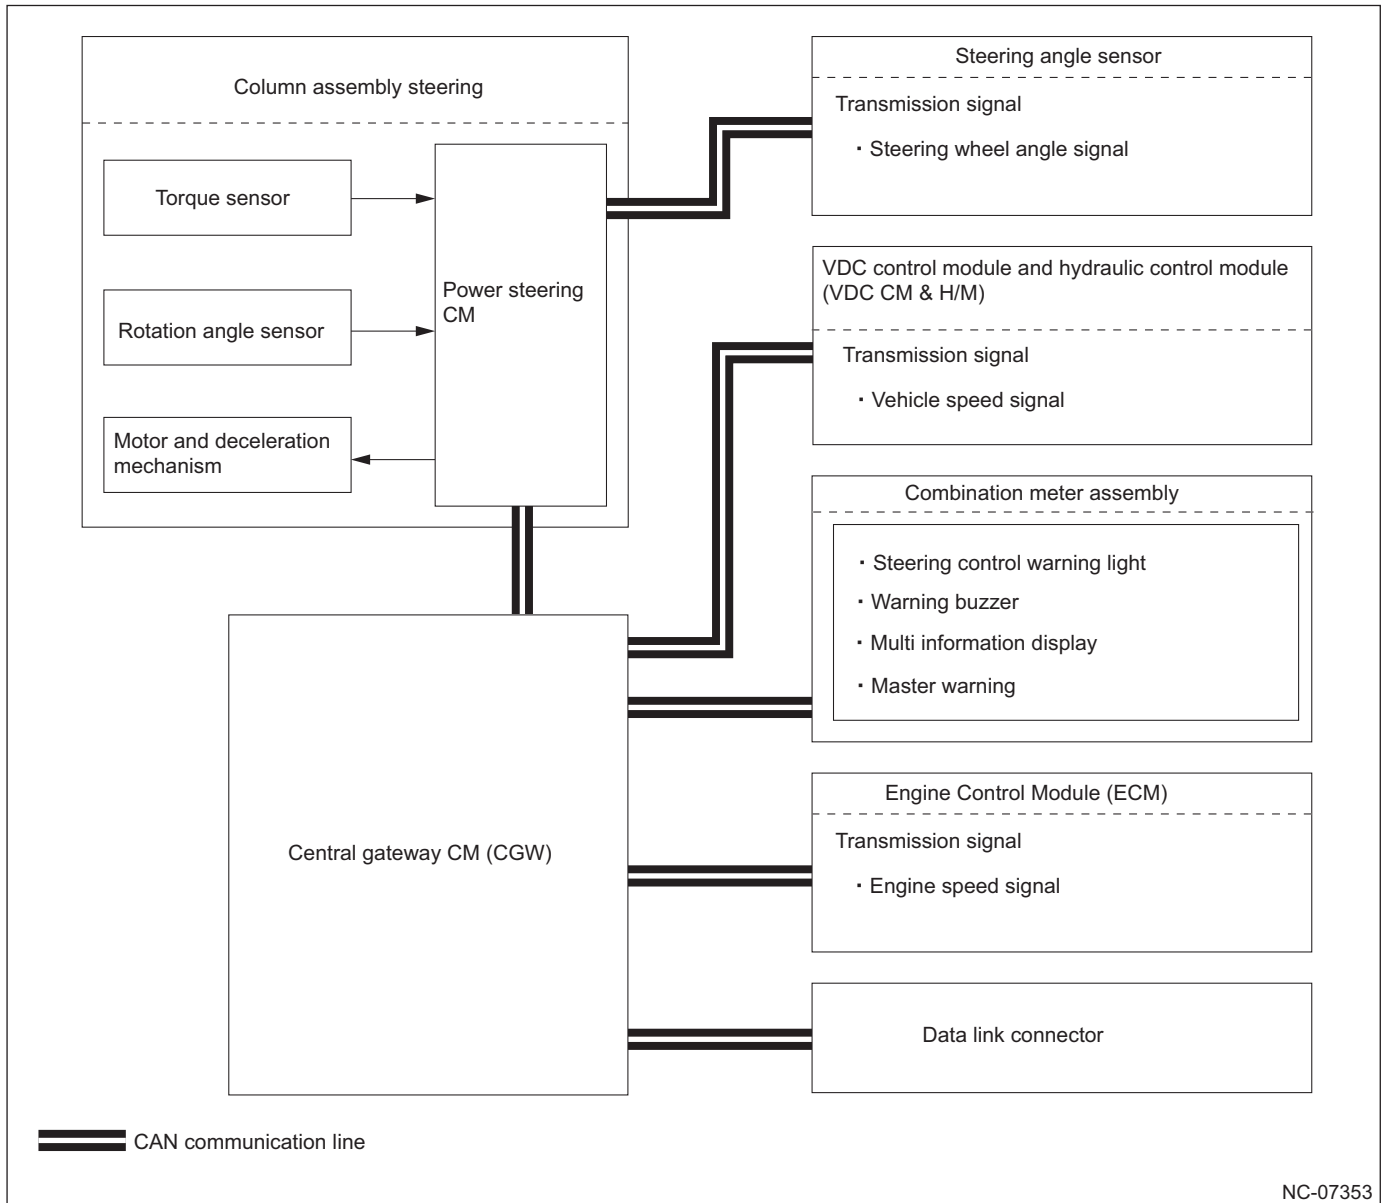 Column assembly steering
Torque sensor
Rotation angle sensor
Motor and deceleration
mechanism
Power steering
CM
Steering angle sensor
Transmission signal
・Steering wheel angle signal
VDC control module and hydraulic control module
(VDC CM & H/M)
Transmission signal
・Vehicle speed signal
Combination meter assembly
・Steering control warning light
・Warning buzzer
・Multi information display
・Master warning
Central gateway CM (CGW)
Engine Control Module (ECM)
Transmission signal
・Engine speed signal
Data link connector
CAN communication line
NC-07353